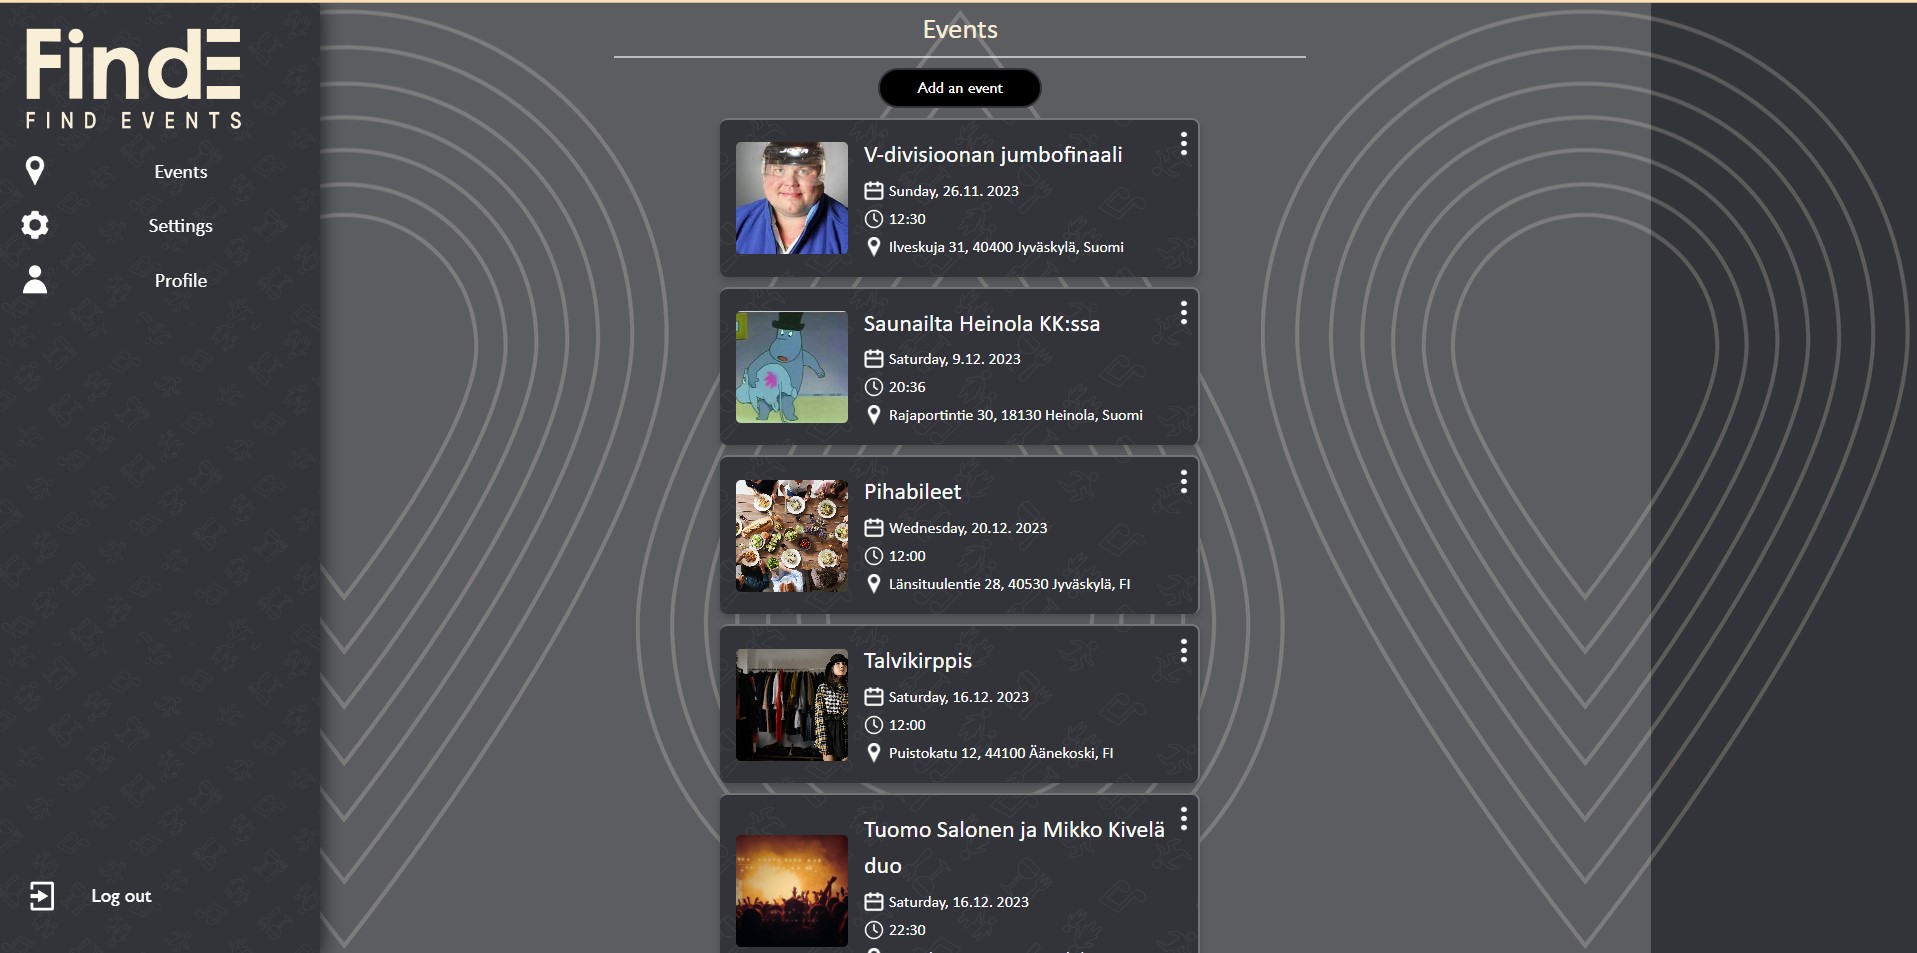 FindE
FIND EVENTS
Events
Settings
Profile
Log out
Events
Add an event
V-divisioonan jumbofinaali
Sunday, 26.11. 2023
12:30
Ilveskuja 31, 40400 Jyväskylä, Suomi
Saunailta Heinola KK:ssa
Saturday, 9.12. 2023
20:36
Rajaportintie 30, 18130 Heinola, Suomi
Pihabileet
Wednesday, 20.12. 2023
12:00
Länsituulentie 28, 40530 Jyväskylä, FI
Talvikirppis
Saturday, 16.12. 2023
12:00
Puistokatu 12, 44100 Äänekoski, FI
Tuomo Salonen ja Mikko Kivelä
duo
Saturday, 16.12. 2023
22:30